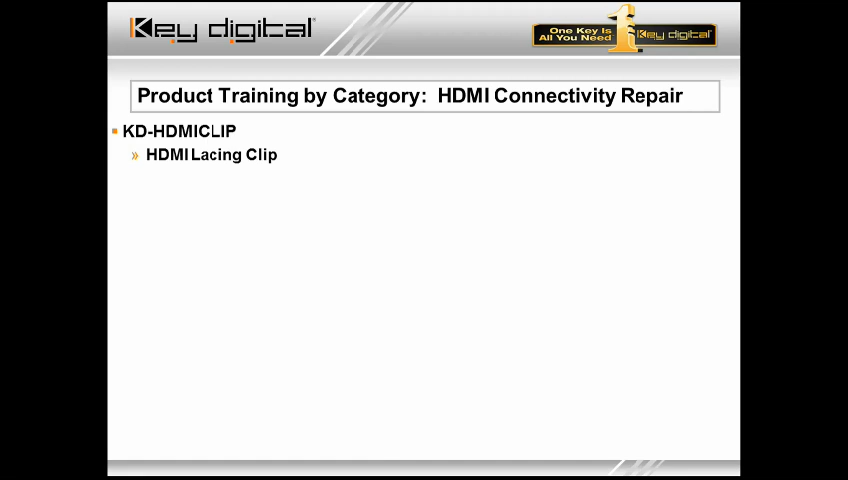 Key digital®
One Key Is
All You Need
1
Key digital®
Product Training by Category: HDMI Connectivity Repair
KD-HDMICLIP
» HDMI Lacing Clip